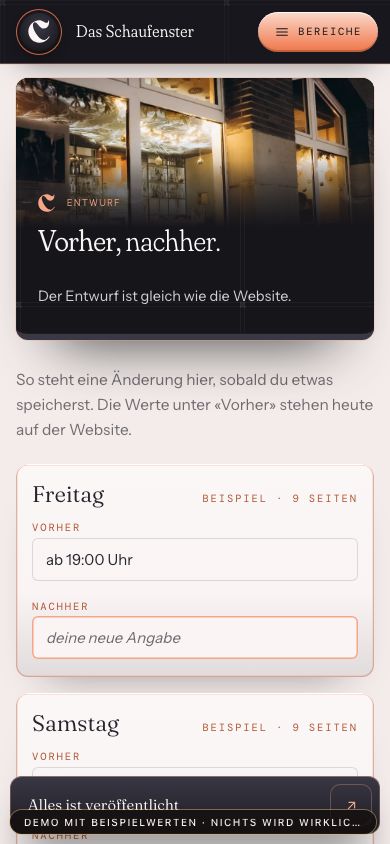 Das Schaufenster
BEREICHE
ENTWURF
Vorher, nachher.
Der Entwurf ist gleich wie die Website.
So steht eine Änderung hier, sobald du etwas
speicherst. Die Werte unter «Vorher» stehen heute
auf der Website.
Freitag
BEISPIEL · 9 SEITEN
VORHER
ab 19:00 Uhr
NACHHER
deine neue Angabe
Samstag
BEISPIEL · 9 SEITEN
VORHER
Alles ist veröffentlicht
DEMO MIT BEISPIELWERTEN · NICHTS WIRD WIRKLIC…
NACHHER